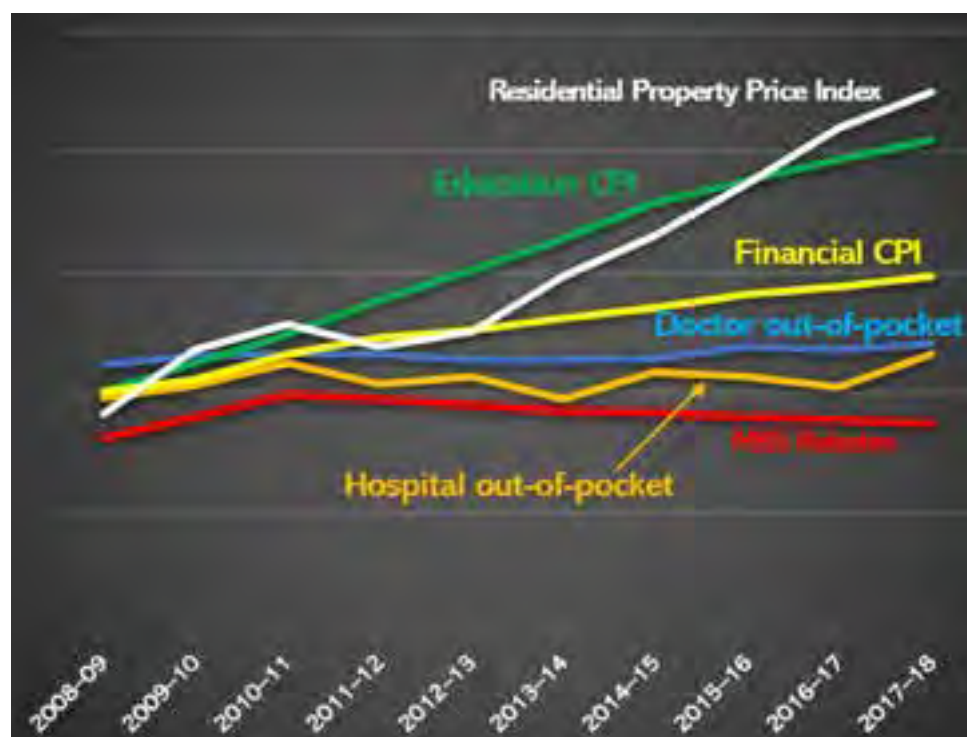 Residential Property Price Index
Education CPI
Financial CPI
Doctor out-of-pocket
MBS Rebates
Hospital out-of-pocket
2008–09
2009–10
2010–11
2011–12
2012–13
2013–14
2014–15
2015–16
2016–17
2017–18